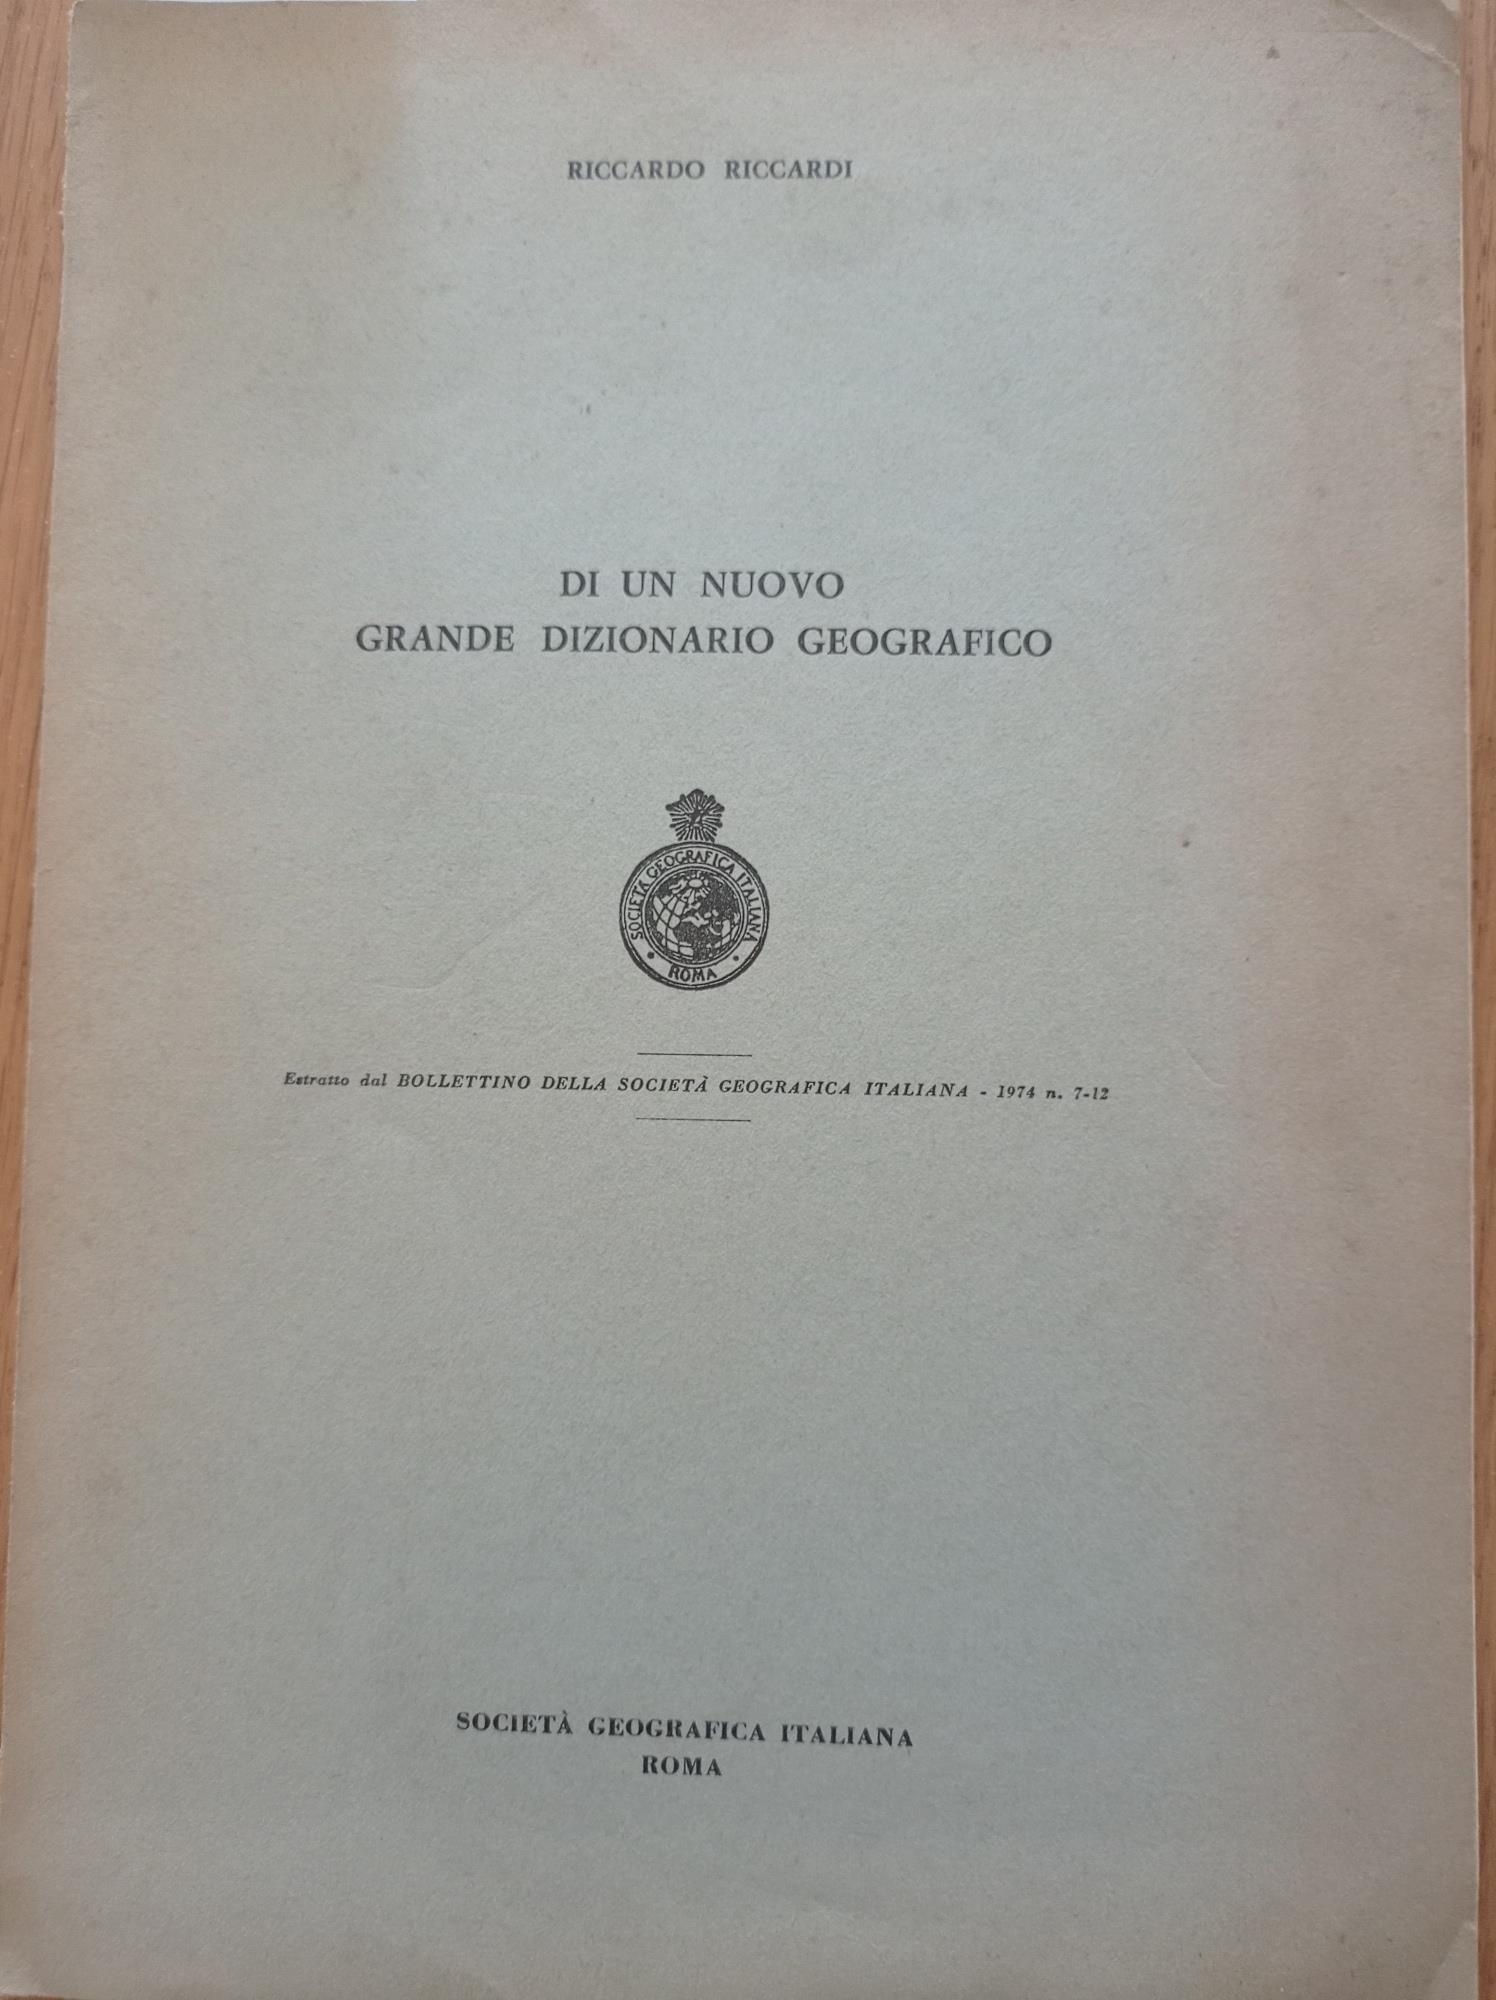 RICCARDO RICCARDI
DI UN NUOVO
GRANDE DIZIONARIO GEOGRAFICO
SOCIETÀ GEOGRAFICA ITALIANA
ROMA
Estratto dal BOLLETTINO DELLA SOCIETÀ GEOGRAFICA ITALIANA - 1974 n. 7-12
SOCIETÀ GEOGRAFICA ITALIANA
ROMA